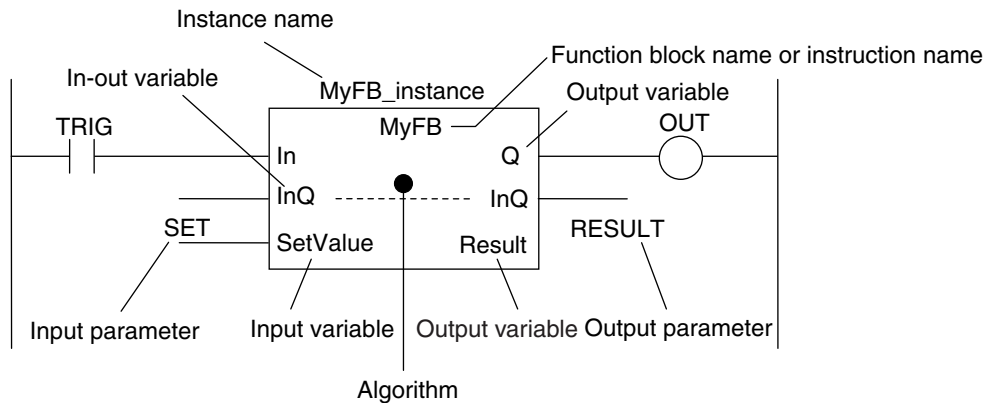 Instance name
Function block name or instruction name
In-out variable
MyFB_instance
Output variable
TRIG
MyFB
OUT
In
Q
InQ
InQ
SET
SetValue
Result
RESULT
Input parameter
Input variable
Output variable
Output parameter
Algorithm